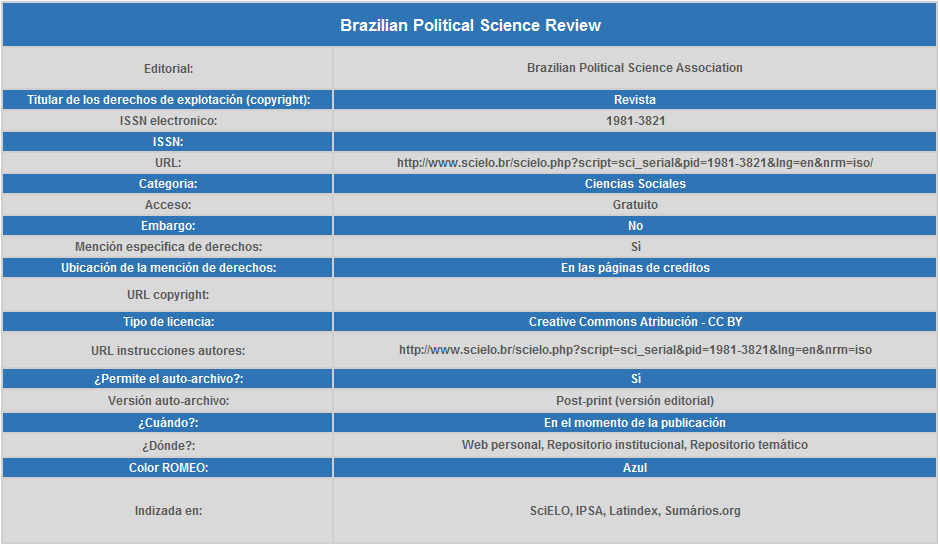 Brazilian Political Science Review
Editorial: Brazilian Political Science Association
Titular de los derechos de explotación (copyright): Revista
ISSN electronico: 1981-3821
ISSN:
URL: http://www.scielo.br/scielo.php?script=sci_serial&pid=1981-3821&lng=en&nrm=iso/
Categoria: Ciencias Sociales
Acceso: Gratuito
Embargo: No
Mención específica de derechos: Sí
Ubicación de la mención de derechos: En las páginas de creditos
URL copyright:
Tipo de licencia: Creative Commons Atribución - CC BY
URL instrucciones autores: http://www.scielo.br/scielo.php?script=sci_serial&pid=1981-3821&lng=en&nrm=iso
¿Permite el auto-archivo?: Sí
Versión auto-archivo: Post-print (versión editorial)
¿Cuándo?: En el momento de la publicación
¿Dónde?: Web personal, Repositorio institucional, Repositorio temático
Color ROMEO: Azul
Indizada en: SciELO, IPSA, Latindex, Sumários.org